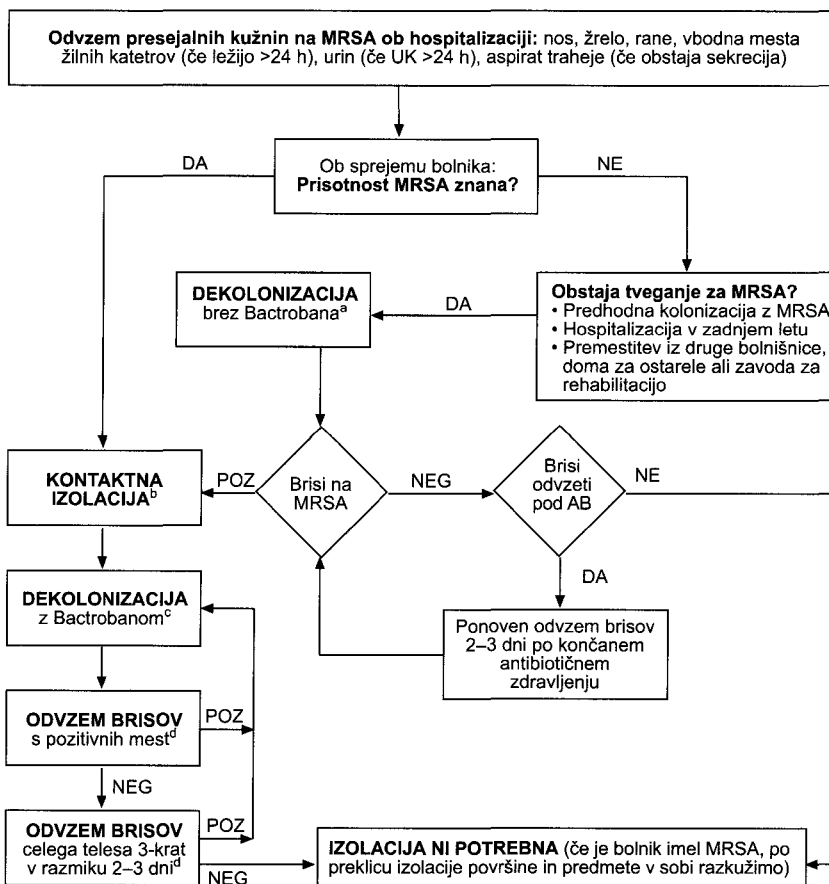 Odvzem presejalnih kužnin na MRSA ob hospitalizaciji: nos, žrelo, rane, vbodna mesta
žilnih katetrov (če ležijo >24 h), urin (če UK >24 h), aspirat traheje (če obstaja sekrecija)
DA
Ob sprejemu bolnika:
Prisotnost MRSA znana?
NE
DEKOLONIZACIJA
brez Bactrobanaᵃ
DA
Obstaja tveganje za MRSA?
• Predhodna kolonizacija z MRSA
• Hospitalizacija v zadnjem letu
• Premestitev iz druge bolnišnice,
doma za ostarele ali zavoda za
rehabilitacijo
KONTAKTNA
IZOLACIJAᵇ
POZ
Brisi na
MRSA
NEG
Brisi
odvzeti
pod AB
NE
DA
DEKOLONIZACIJA
z Bactrobanomᶜ
Ponoven odvzem brisov
2–3 dni po končanem
antibiotičnem
zdravljenju
ODVZEM BRISOV
s pozitivnih mestᵈ
POZ
NEG
ODVZEM BRISOV
celega telesa 3-krat
v razmiku 2–3 dniᵈ
POZ
NEG
IZOLACIJA NI POTREBNA (če je bolnik imel MRSA, po
preklicu izolacije površine in predmete v sobi razkužimo)